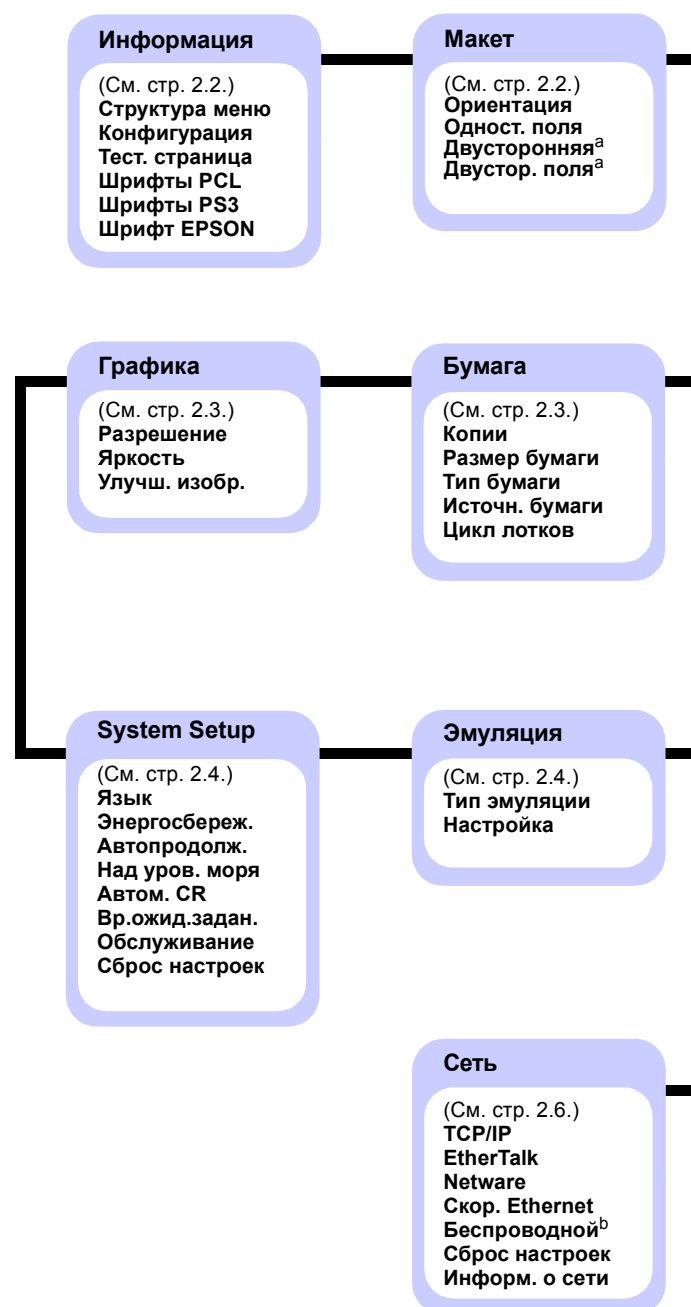 Информация
(См. стр. 2.2.)
Структура меню
Конфигурация
Тест. страница
Шрифты PCL
Шрифты PS3
Шрифт EPSON
Макет
(См. стр. 2.2.)
Ориентация
Одност. поля
Двусторонняяa
Двустор. поляa
Графика
(См. стр. 2.3.)
Разрешение
Яркость
Улучш. изобр.
Бумага
(См. стр. 2.3.)
Копии
Размер бумаги
Тип бумаги
Источн. бумаги
Цикл лотков
System Setup
(См. стр. 2.4.)
Язык
Энергосбереж.
Автопродолж.
Над уров. моря
Автом. CR
Вр.ожид.задан.
Обслуживание
Сброс настроек
Эмуляция
(См. стр. 2.4.)
Тип эмуляции
Настройка
Сеть
(См. стр. 2.6.)
TCP/IP
EtherTalk
Netware
Скор. Ethernet
Беспроводнойb
Сброс настроек
Информ. о сети